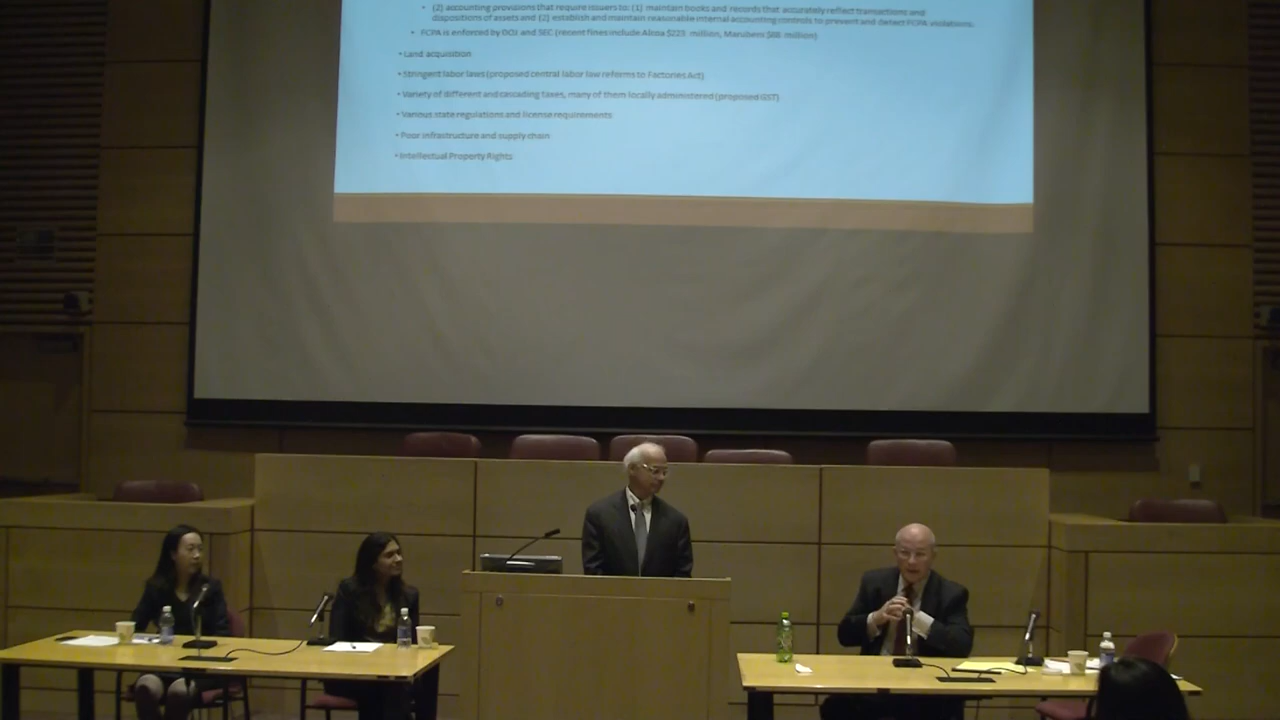 • (2) accounting provisions that require issuers to: (1) maintain books and records that accurately reflect transactions and
dispositions of assets and (2) establish and maintain reasonable internal accounting controls to prevent and detect FCPA violations.
• FCPA is enforced by DOJ and SEC (recent fines include Alcoa $223 million, Marubeni $88 million)
• Land acquisition
• Stringent labor laws (proposed central labor law reforms to Factories Act)
• Variety of different and cascading taxes, many of them locally administered (proposed GST)
• Various state regulations and license requirements
• Poor infrastructure and supply chain
• Intellectual Property Rights